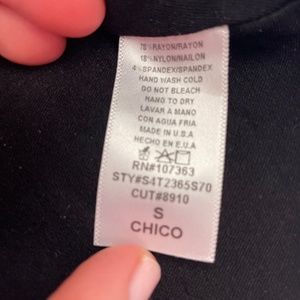 78%RAYON/RAYON
18%NYLON/NAILON
4%SPANDEX/SPANDEX
HAND WASH COLD
DO NOT BLEACH
HANG TO DRY
LAVAR A MANO
CON AGUA FRIA
MADE IN U.S.A
HECHO EN E.U.A
RN#107363
STY#S4T2365S70
CUT#8910
S
CHICO